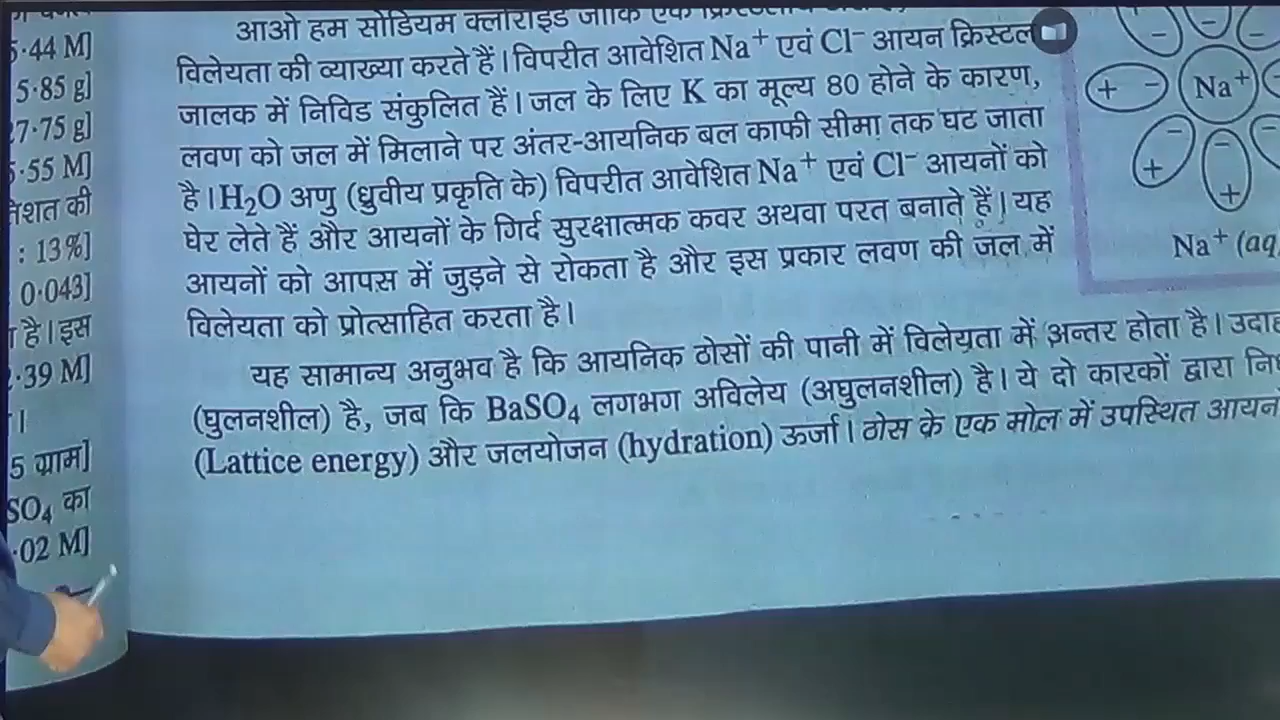 5·44 M]
5·85 g]
27·75 g]
5·55 M]
की
: 13%]
0·043]
है। इस
·39 M]
।
5 ग्राम]
SO₄ का
·02 M]
आओ हम सोडियम क्लोराइड जोकि एक
विलेयता की व्याख्या करते हैं। विपरीत आवेशित Na⁺ एवं Cl⁻ आयन क्रिस्टल
जालक में निविड संकुलित हैं। जल के लिए K का मूल्य 80 होने के कारण,
लवण को जल में मिलाने पर अंतर-आयनिक बल काफी सीमा तक घट जाता
है। H₂O अणु (ध्रुवीय प्रकृति के) विपरीत आवेशित Na⁺ एवं Cl⁻ आयनों को
घेर लेते हैं और आयनों के गिर्द सुरक्षात्मक कवर अथवा परत बनाते हैं। यह
आयनों को आपस में जुड़ने से रोकता है और इस प्रकार लवण की जल में
विलेयता को प्रोत्साहित करता है।
यह सामान्य अनुभव है कि आयनिक ठोसों की पानी में विलेयता में अन्तर होता है।
(घुलनशील) है, जब कि BaSO₄ लगभग अविलेय (अघुलनशील) है। ये दो कारकों द्वारा
(Lattice energy) और जलयोजन (hydration) ऊर्जा। ठोस के एक मोल में उपस्थित आयन
Na⁺
+ −
− +
− +
Na⁺ (aq